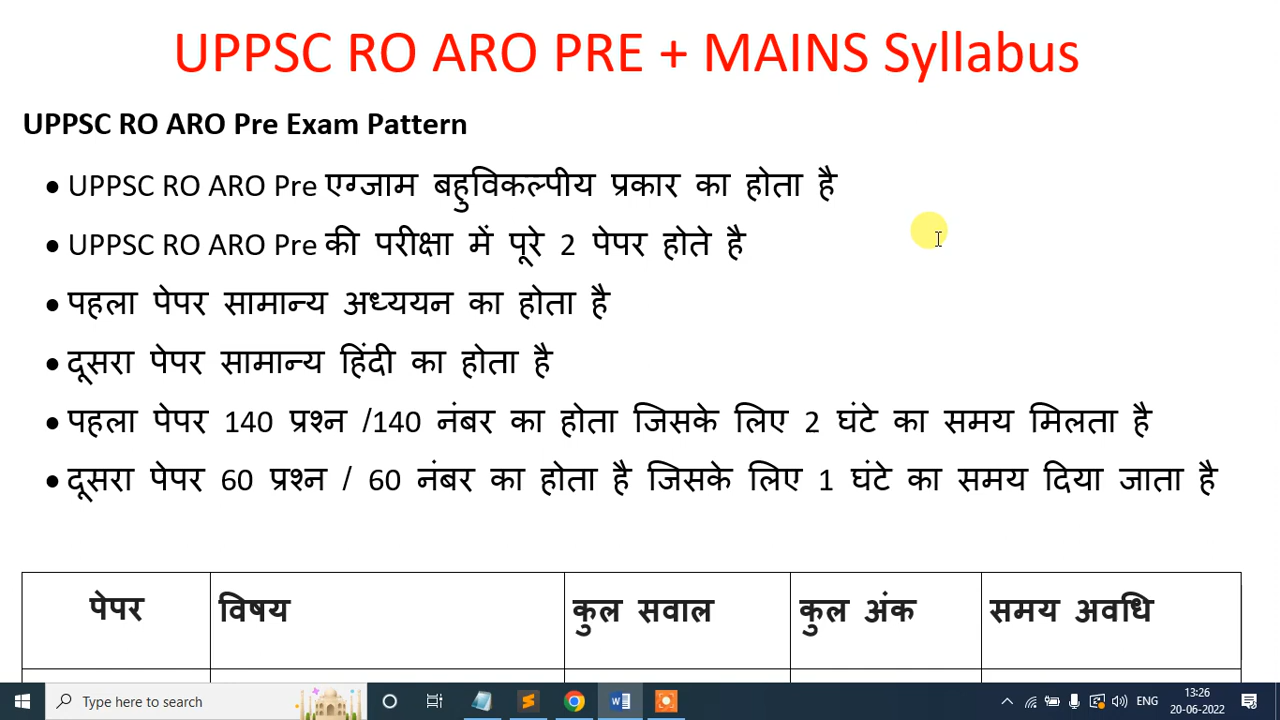 UPPSC RO ARO PRE + MAINS Syllabus
UPPSC RO ARO Pre Exam Pattern
• UPPSC RO ARO Pre एग्जाम बहुविकल्पीय प्रकार का होता है
• UPPSC RO ARO Pre की परीक्षा में पूरे 2 पेपर होते है
• पहला पेपर सामान्य अध्ययन का होता है
• दूसरा पेपर सामान्य हिंदी का होता है
• पहला पेपर 140 प्रश्न /140 नंबर का होता जिसके लिए 2 घंटे का समय मिलता है
• दूसरा पेपर 60 प्रश्न / 60 नंबर का होता है जिसके लिए 1 घंटे का समय दिया जाता है
पेपर विषय कुल सवाल कुल अंक समय अवधि
Type here to search ENG 13:26
20-06-2022